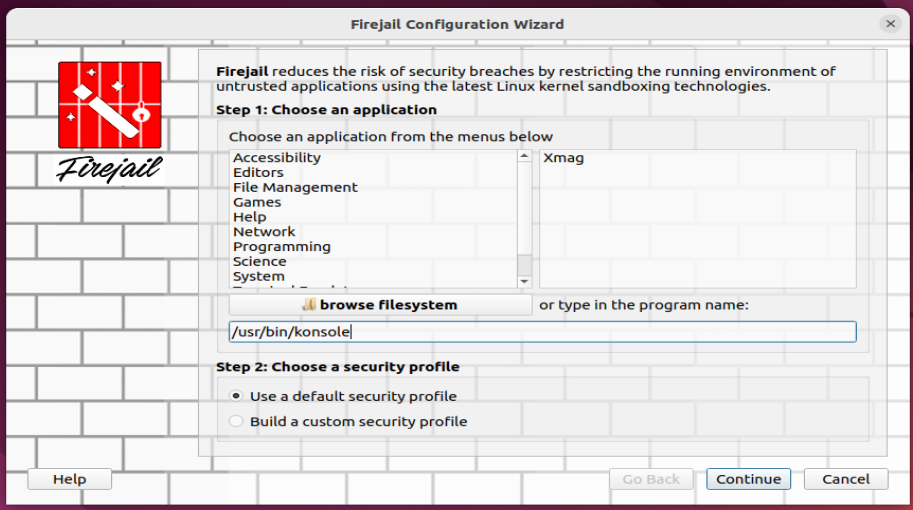 Firejail Configuration Wizard
Firejail reduces the risk of security breaches by restricting the running environment of
untrusted applications using the latest Linux kernel sandboxing technologies.
Step 1: Choose an application
Firejail
Choose an application from the menus below
Accessibility
Editors
File Management
Games
Help
Network
Programming
Science
System
Xmag
browse filesystem
or type in the program name:
/usr/bin/konsole
Step 2: Choose a security profile
Use a default security profile
Build a custom security profile
Help
Go Back
Continue
Cancel